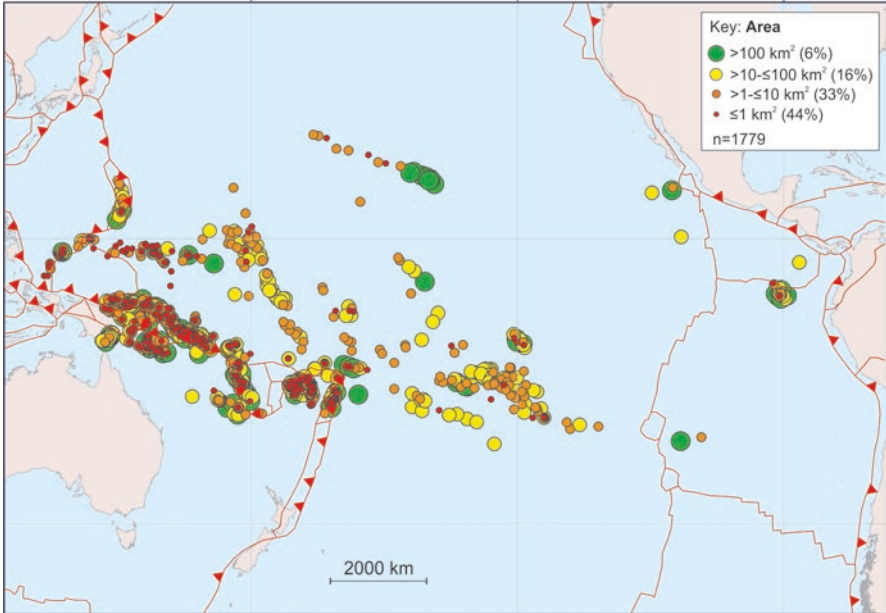 Key: Area
>100 km² (6%)
>10-≤100 km² (16%)
>1-≤10 km² (33%)
≤1 km² (44%)
n=1779
2000 km